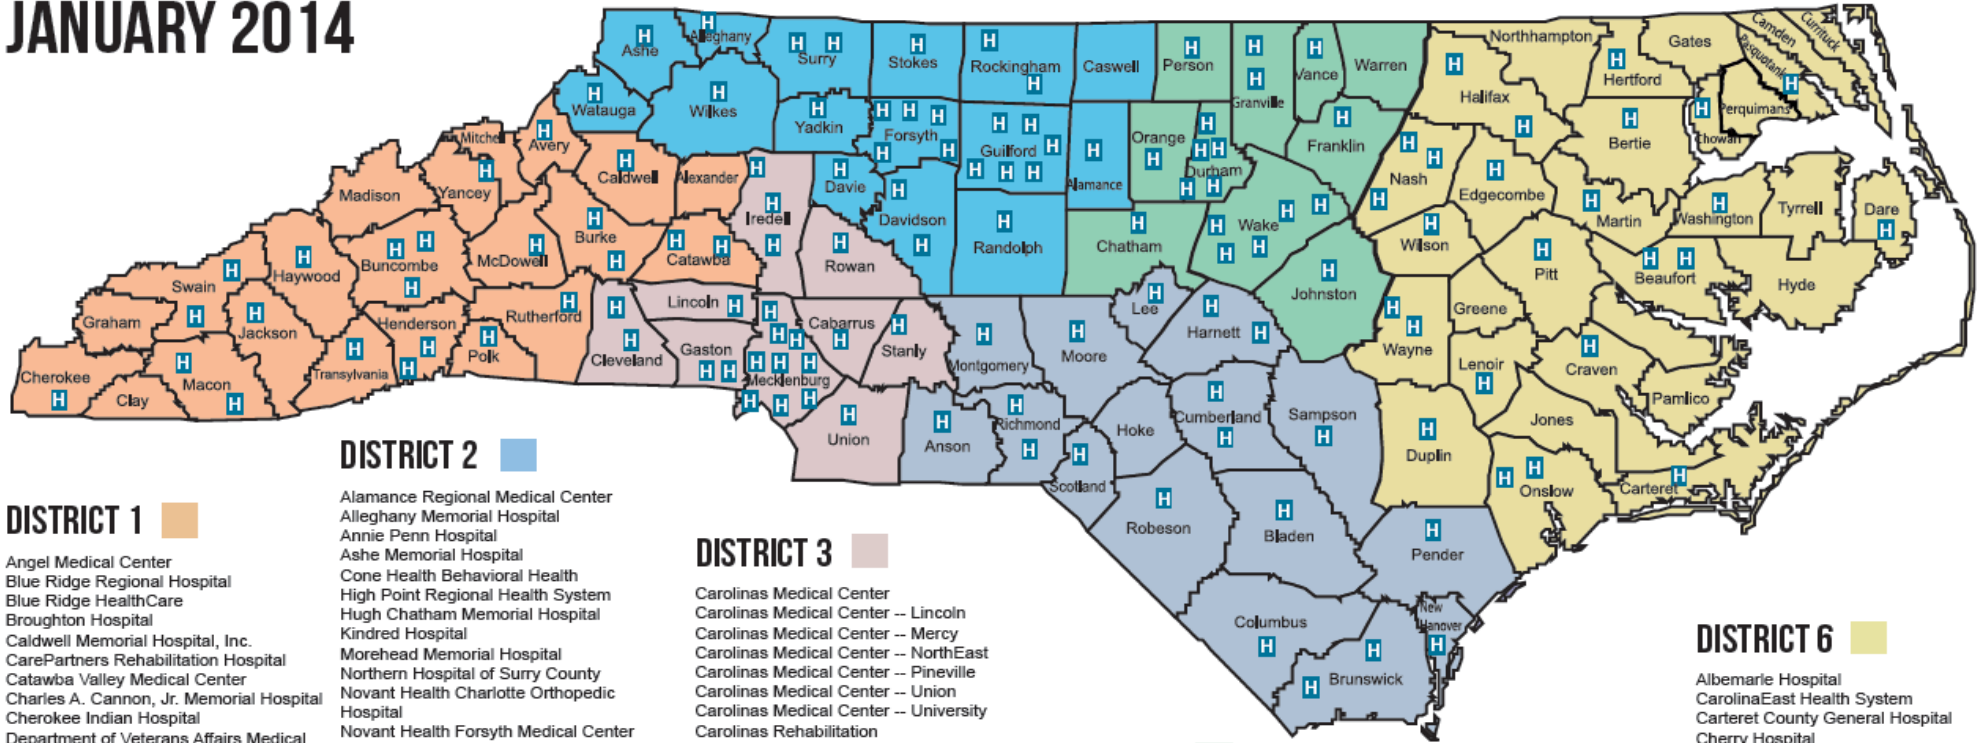 JANUARY 2014
Ashe
Alleghany
Surry
Stokes
Rockingham
Caswell
Person
Granville
Vance
Warren
Northhampton
Hertford
Gates
Camden
Currituck
Pasquotank
Perquimans
Chowan
Halifax
Bertie
Watauga
Wilkes
Yadkin
Forsyth
Guilford
Alamance
Orange
Durham
Franklin
Nash
Edgecombe
Martin
Washington
Tyrrell
Dare
Mitchell
Avery
Caldwell
Alexander
Iredell
Davie
Davidson
Randolph
Chatham
Wake
Wilson
Pitt
Beaufort
Hyde
Madison
Yancey
Burke
Catawba
Rowan
Johnston
Greene
Swain
Haywood
Buncombe
McDowell
Lincoln
Cabarrus
Stanly
Montgomery
Moore
Lee
Harnett
Wayne
Lenoir
Craven
Pamlico
Graham
Jackson
Henderson
Rutherford
Polk
Cleveland
Gaston
Mecklenburg
Cherokee
Clay
Macon
Transylvania
Union
Anson
Richmond
Scotland
Hoke
Cumberland
Sampson
Duplin
Jones
Onslow
Carteret
Robeson
Bladen
Pender
Columbus
Brunswick
New
Hanover
DISTRICT 1
Angel Medical Center
Blue Ridge Regional Hospital
Blue Ridge HealthCare
Broughton Hospital
Caldwell Memorial Hospital, Inc.
CarePartners Rehabilitation Hospital
Catawba Valley Medical Center
Charles A. Cannon, Jr. Memorial Hospital
Cherokee Indian Hospital
Department of Veterans Affairs Medical
DISTRICT 2
Alamance Regional Medical Center
Alleghany Memorial Hospital
Annie Penn Hospital
Ashe Memorial Hospital
Cone Health Behavioral Health
High Point Regional Health System
Hugh Chatham Memorial Hospital
Kindred Hospital
Morehead Memorial Hospital
Northern Hospital of Surry County
Novant Health Charlotte Orthopedic
Hospital
Novant Health Forsyth Medical Center
DISTRICT 3
Carolinas Medical Center
Carolinas Medical Center -- Lincoln
Carolinas Medical Center -- Mercy
Carolinas Medical Center -- NorthEast
Carolinas Medical Center -- Pineville
Carolinas Medical Center -- Union
Carolinas Medical Center -- University
Carolinas Rehabilitation
DISTRICT 6
Albemarle Hospital
CarolinaEast Health System
Carteret County General Hospital
Cherry Hospital